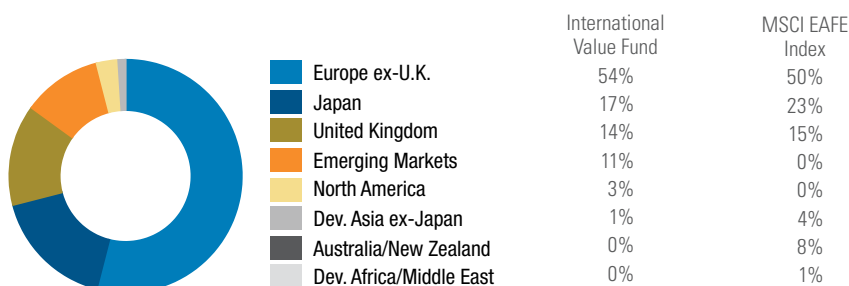 International Value Fund MSCI EAFE Index
Europe ex-U.K. 54% 50%
Japan 17% 23%
United Kingdom 14% 15%
Emerging Markets 11% 0%
North America 3% 0%
Dev. Asia ex-Japan 1% 4%
Australia/New Zealand 0% 8%
Dev. Africa/Middle East 0% 1%